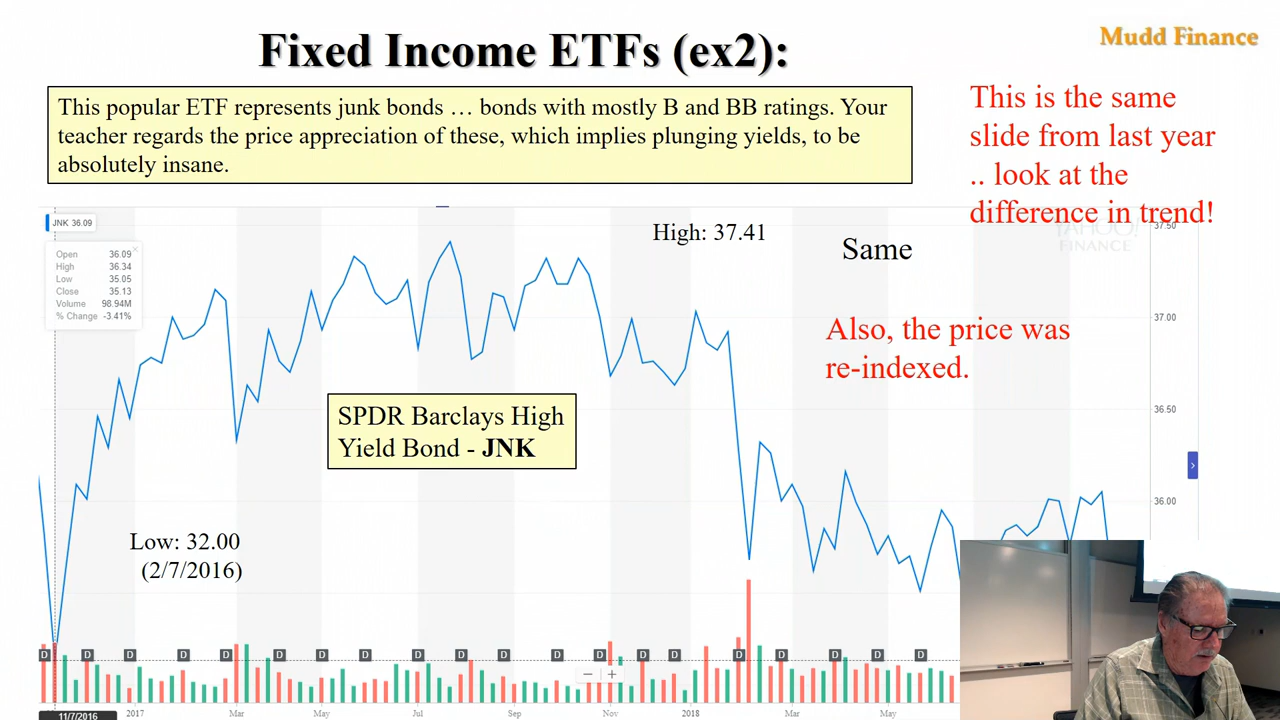 Fixed Income ETFs (ex2):
Mudd Finance
This popular ETF represents junk bonds … bonds with mostly B and BB ratings. Your
teacher regards the price appreciation of these, which implies plunging yields, to be
absolutely insane.
This is the same
slide from last year
.. look at the
difference in trend!
JNK 36.09
Open 36.09
High 36.34
Low 35.05
Close 35.13
Volume 98.94M
% Change -3.41%
High: 37.41
Same
YAHOO!
FINANCE
37.50
Also, the price was
re-indexed.
37.00
SPDR Barclays High
Yield Bond - JNK
36.50
36.00
Low: 32.00
(2/7/2016)
D D D D D D D D D D D D D D D D D D D D
11/7/2016 2017 Mar May Jul Sep Nov 2018 Mar May